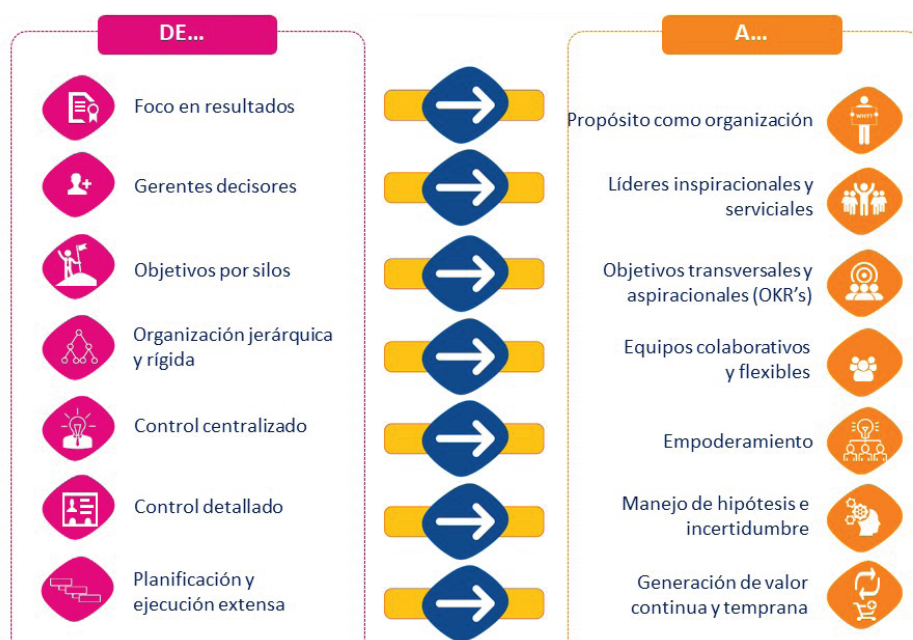 DE...
A...
Foco en resultados
Propósito como organización
WHY?
Gerentes decisores
Líderes inspiracionales y
serviciales
Objetivos por silos
Objetivos transversales y
aspiracionales (OKR’s)
Organización jerárquica
y rígida
Equipos colaborativos
y flexibles
Control centralizado
Empoderamiento
Control detallado
Manejo de hipótesis e
incertidumbre
Planificación y
ejecución extensa
Generación de valor
continua y temprana